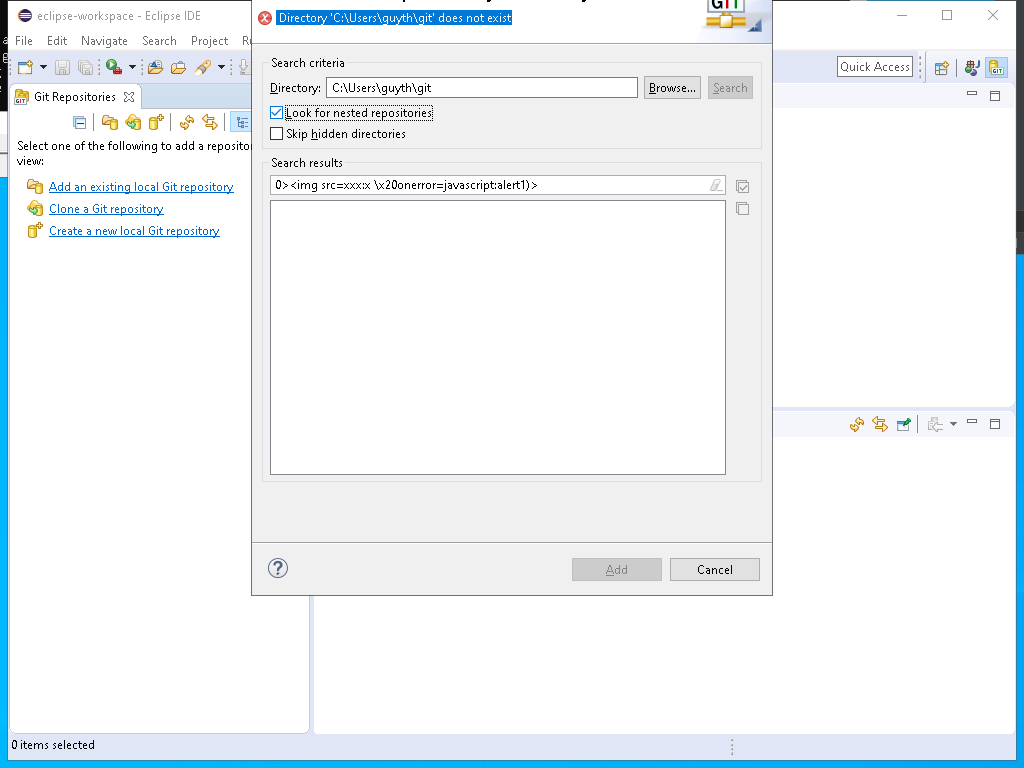 eclipse-workspace - Eclipse IDE
Directory 'C:\Users\guyth\git' does not exist
GIT
File Edit Navigate Search Project
Quick Access
GIT
Git Repositories
Select one of the following to add a reposito
view:
Add an existing local Git repository
Clone a Git repository
Create a new local Git repository
Search criteria
Directory: C:\Users\guyth\git Browse... Search
Look for nested repositories
Skip hidden directories
Search results
0><img src=xxx:x \x20onerror=javascript:alert1)>
Add Cancel
0 items selected